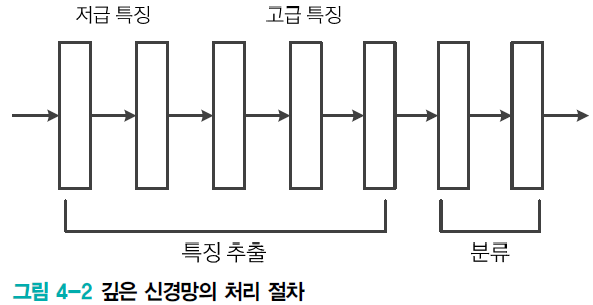 저급 특징
고급 특징
특징 추출
분류
그림 4-2 깊은 신경망의 처리 절차